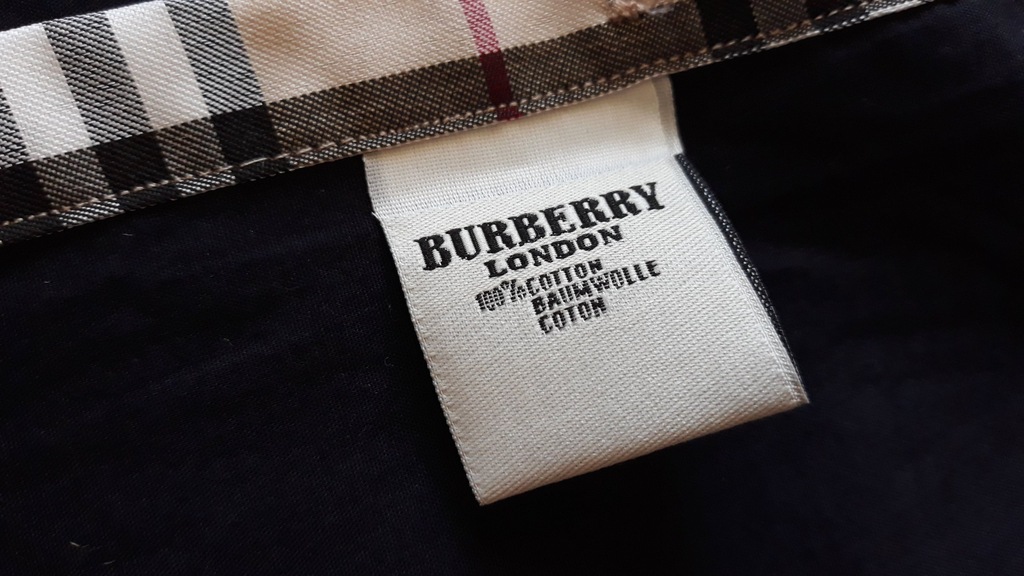 BURBERRY
LONDON
100% COTTON
BAUMWOLLE
COTON